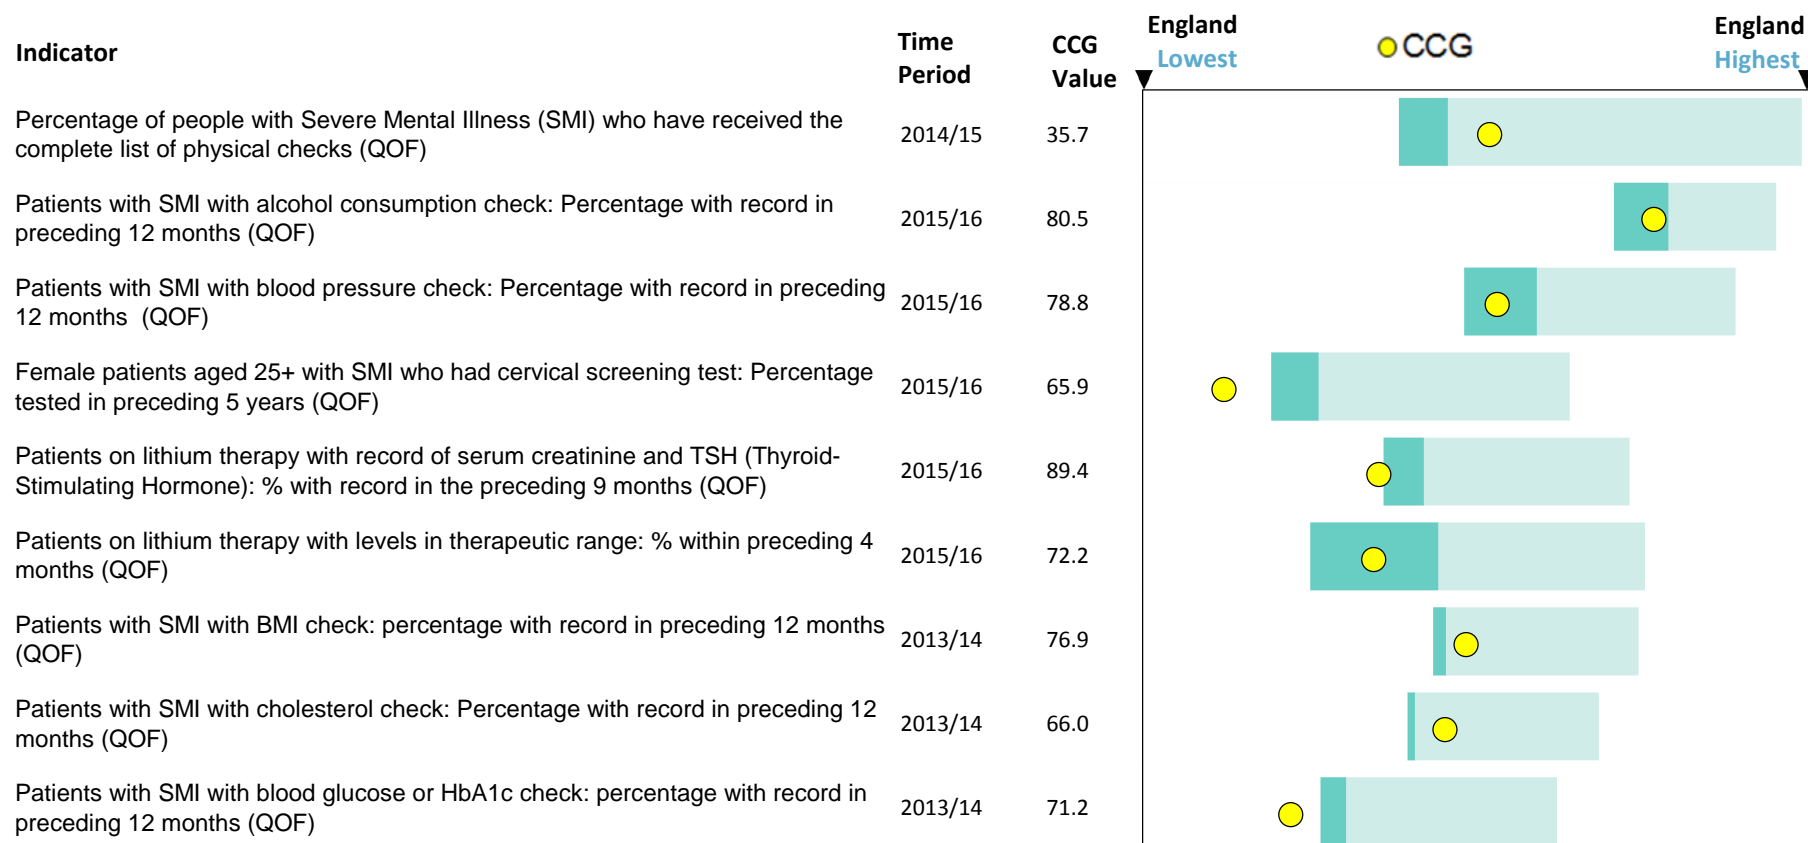 Indicator
Time
Period
CCG
Value
England
Lowest
CCG
England
Highest
Percentage of people with Severe Mental Illness (SMI) who have received the
complete list of physical checks (QOF)
2014/15
35.7
Patients with SMI with alcohol consumption check: Percentage with record in
preceding 12 months (QOF)
2015/16
80.5
Patients with SMI with blood pressure check: Percentage with record in preceding
12 months  (QOF)
2015/16
78.8
Female patients aged 25+ with SMI who had cervical screening test: Percentage
tested in preceding 5 years (QOF)
2015/16
65.9
Patients on lithium therapy with record of serum creatinine and TSH (Thyroid-
Stimulating Hormone): % with record in the preceding 9 months (QOF)
2015/16
89.4
Patients on lithium therapy with levels in therapeutic range: % within preceding 4
months (QOF)
2015/16
72.2
Patients with SMI with BMI check: percentage with record in preceding 12 months
(QOF)
2013/14
76.9
Patients with SMI with cholesterol check: Percentage with record in preceding 12
months (QOF)
2013/14
66.0
Patients with SMI with blood glucose or HbA1c check: percentage with record in
preceding 12 months (QOF)
2013/14
71.2